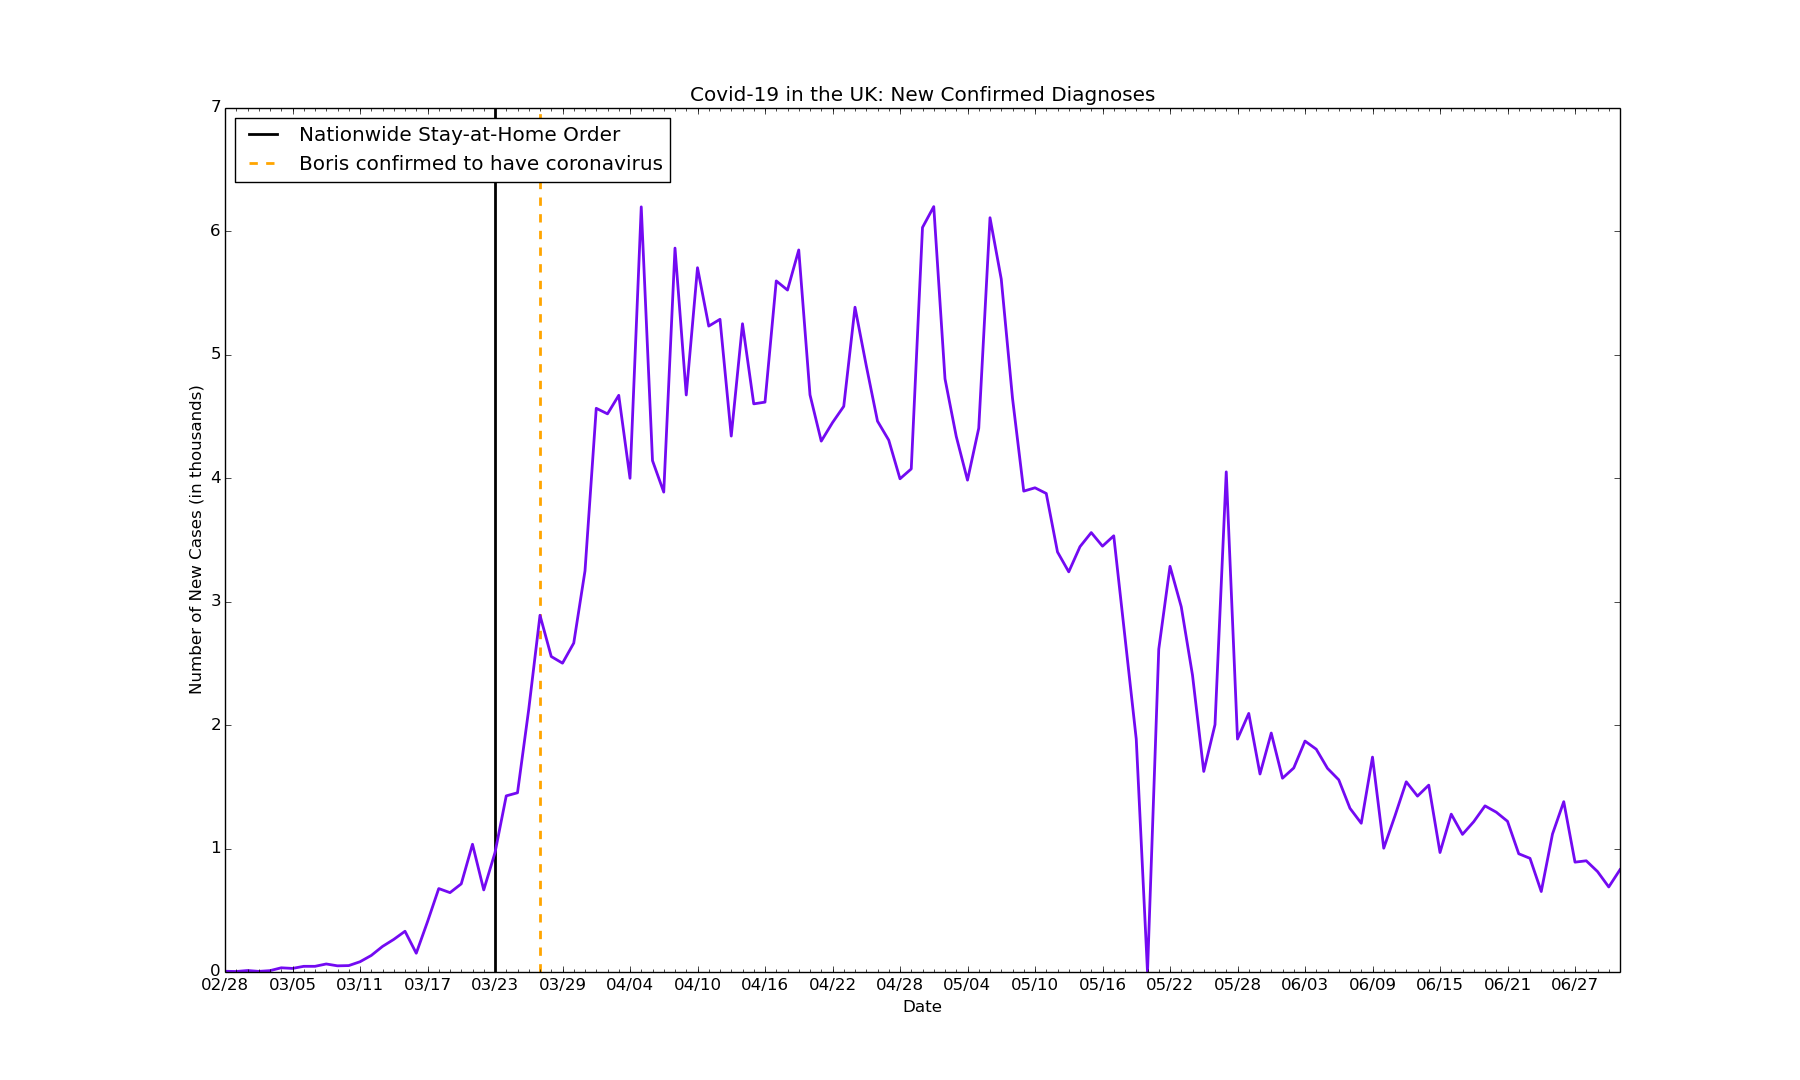 Covid-19 in the UK: New Confirmed Diagnoses
Nationwide Stay-at-Home Order
Boris confirmed to have coronavirus
Number of New Cases (in thousands)
7
6
5
4
3
2
1
0
02/28 03/05 03/11 03/17 03/23 03/29 04/04 04/10 04/16 04/22 04/28 05/04 05/10 05/16 05/22 05/28 06/03 06/09 06/15 06/21 06/27
Date